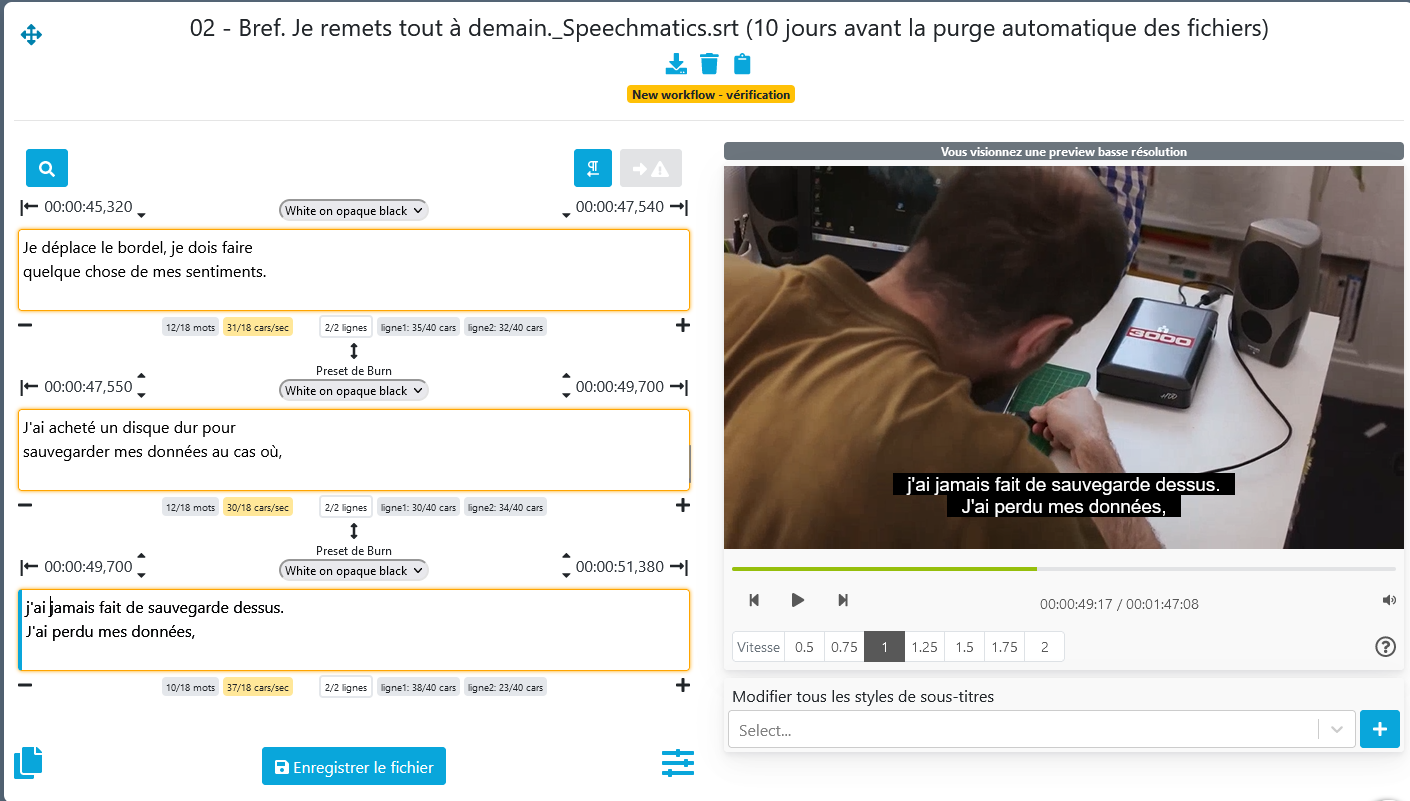 02 - Bref. Je remets tout à demain._Speechmatics.srt (10 jours avant la purge automatique des fichiers)
New workflow - vérification
00:00:45,320
White on opaque black
00:00:47,540
Je déplace le bordel, je dois faire
quelque chose de mes sentiments.
12/18 mots
31/18 cars/sec
2/2 lignes
ligne1: 35/40 cars
ligne2: 32/40 cars
Preset de Burn
00:00:47,550
White on opaque black
00:00:49,700
J'ai acheté un disque dur pour
sauvegarder mes données au cas où,
12/18 mots
30/18 cars/sec
2/2 lignes
ligne1: 30/40 cars
ligne2: 34/40 cars
Preset de Burn
00:00:49,700
White on opaque black
00:00:51,380
j'ai jamais fait de sauvegarde dessus.
J'ai perdu mes données,
10/18 mots
37/18 cars/sec
2/2 lignes
ligne1: 38/40 cars
ligne2: 23/40 cars
Enregistrer le fichier
Vous visionnez une preview basse résolution
3000
j'ai jamais fait de sauvegarde dessus.
J'ai perdu mes données,
00:00:49:17 / 00:01:47:08
Vitesse 0.5 0.75 1 1.25 1.5 1.75 2
Modifier tous les styles de sous-titres
Select...